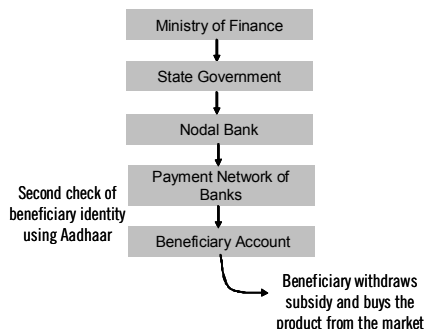 Ministry of Finance
State Government
Nodal Bank
Payment Network of
Banks
Second check of
beneficiary identity
using Aadhaar
Beneficiary Account
Beneficiary withdraws
subsidy and buys the
product from the market